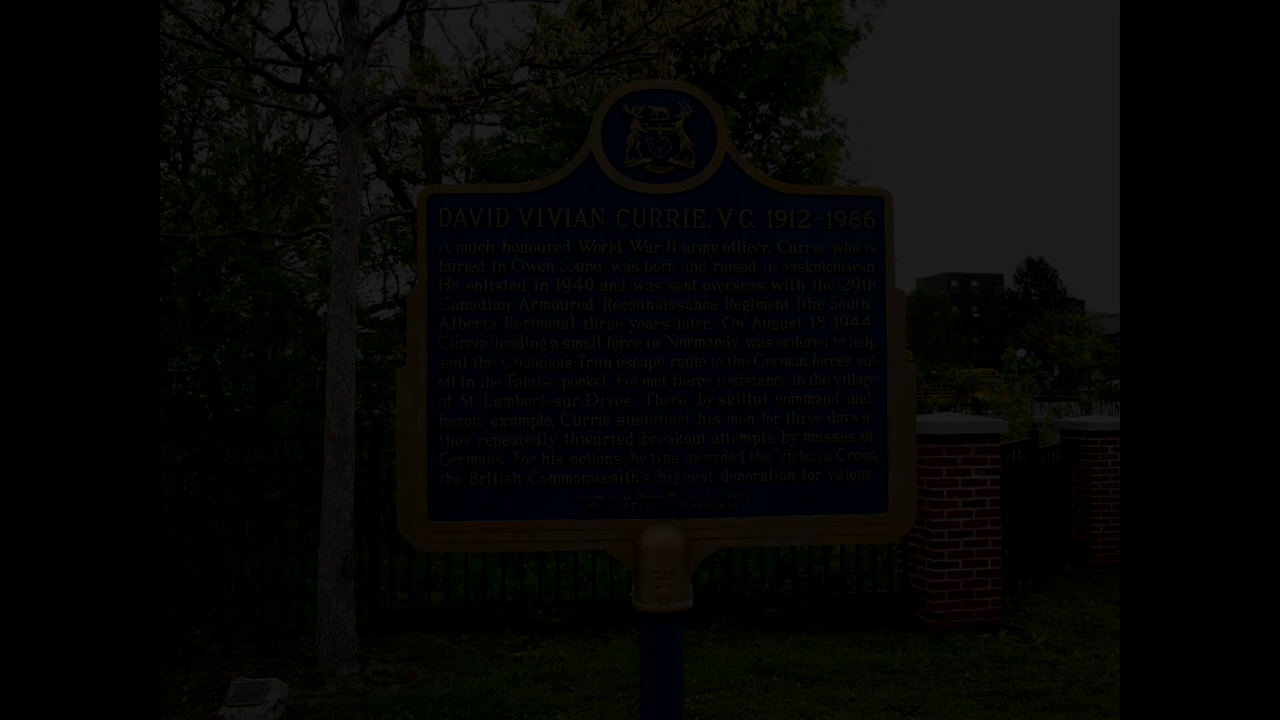 DAVID VIVIAN CURRIE, V.C. 1912-1986
A much-honoured World War II army officer, Currie, who is
buried in Owen Sound, was born and raised in Saskatchewan.
He enlisted in 1940 and was sent overseas with the 29th
Canadian Armoured Reconnaissance Regiment (the South
Alberta Regiment) three years later. On August 18, 1944,
Currie, leading a small force in Normandy, was ordered to help
seal the Chambois-Trun escape route to the German forces cut
off in the Falaise pocket. He met fierce resistance in the village
of St. Lambert-sur-Dives. There, by skilful command and
heroic example, Currie sustained his men for three days as
they repeatedly thwarted breakout attempts by masses of
Germans. For his actions, he was awarded the Victoria Cross,
the British Commonwealth's highest decoration for valour.